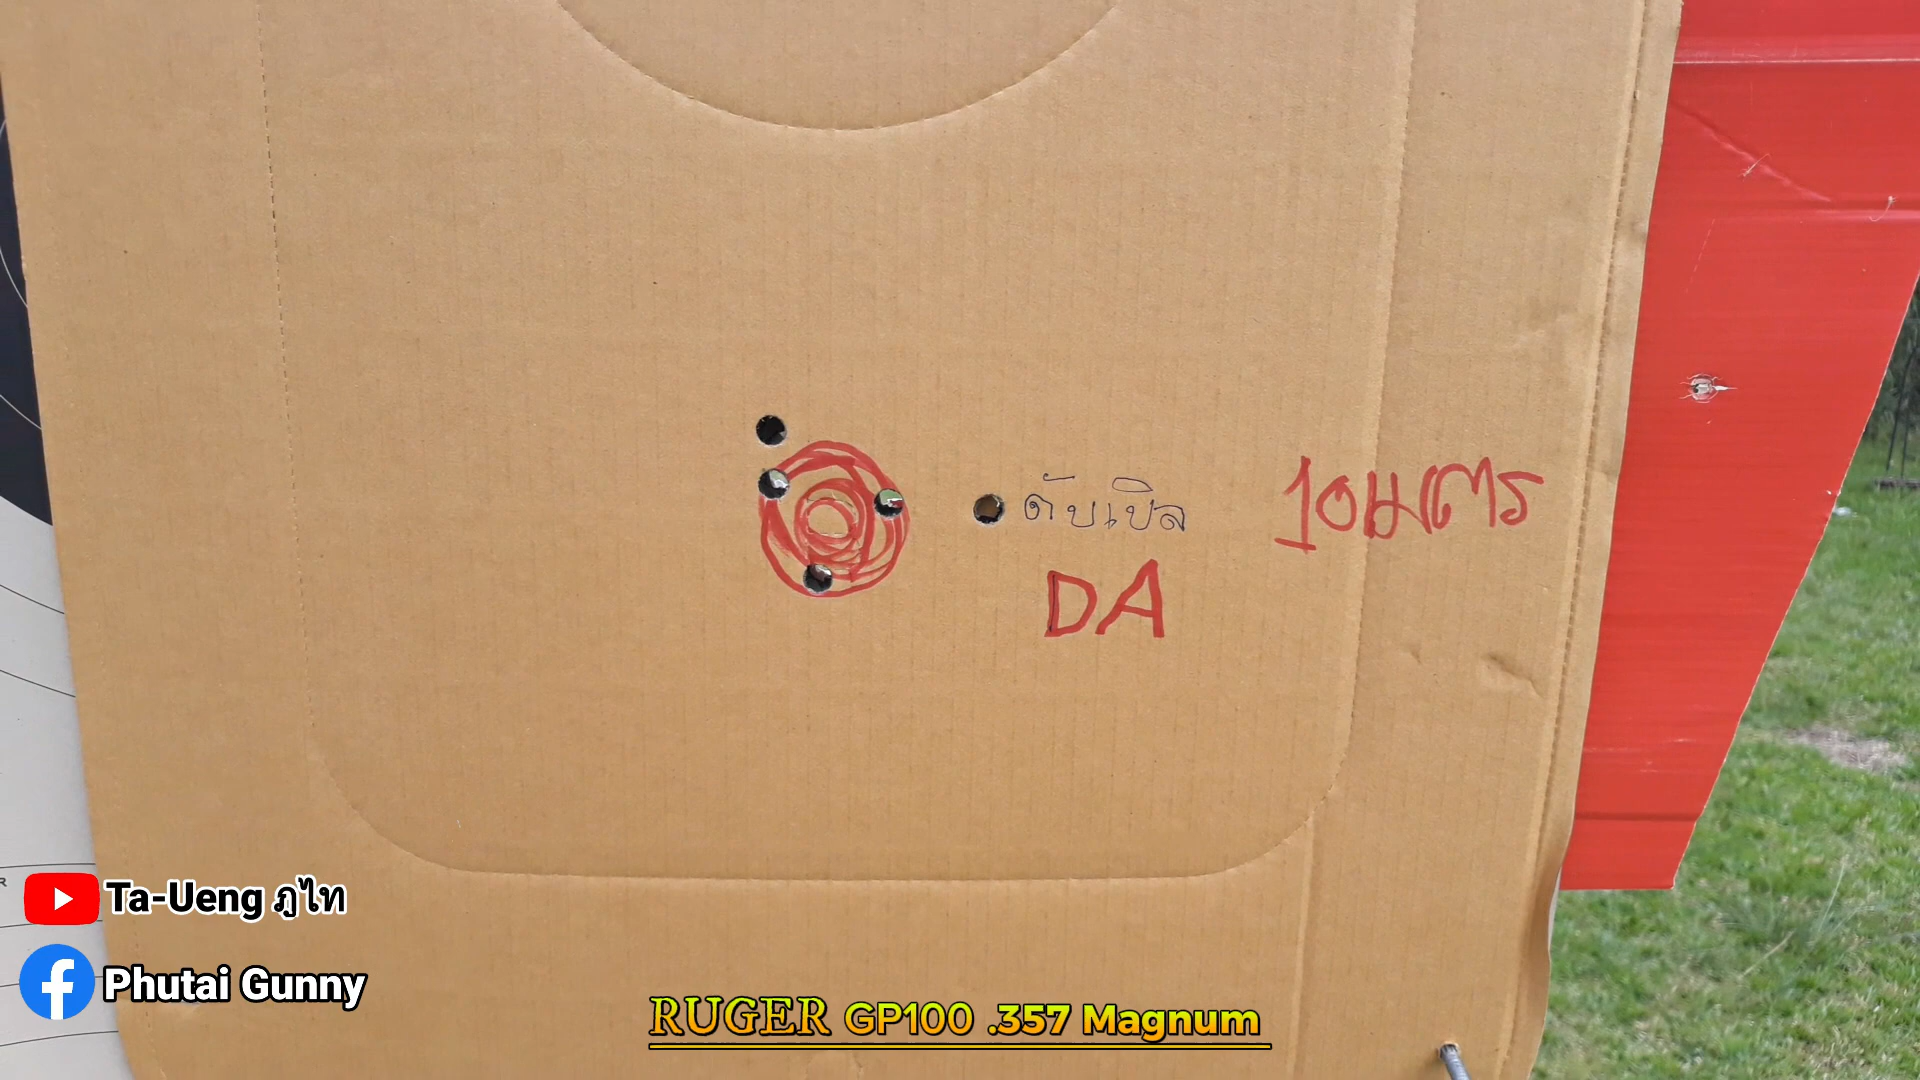 ดับเบิล 10เมตร
DA
R
Ta-Ueng ภูไท
Phutai Gunny
RUGER GP100 .357 Magnum